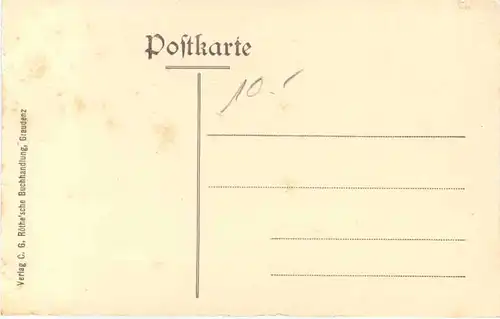 Postkarte
10.-
Verlag C. G. Röthe'sche Buchhandlung, Graudenz